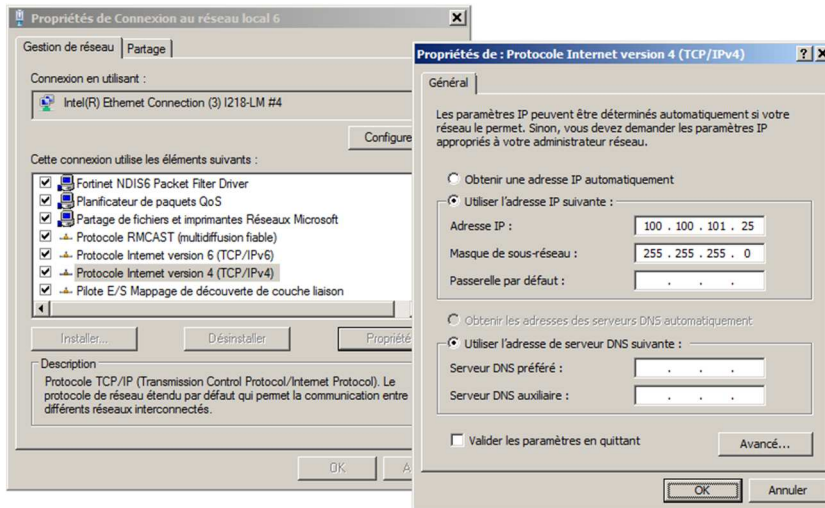 Propriétés de Connexion au réseau local 6
Gestion de réseau
Partage
Connexion en utilisant :
Intel(R) Ethernet Connection (3) I218-LM #4
Configure
Cette connexion utilise les éléments suivants :
Fortinet NDIS6 Packet Filter Driver
Planificateur de paquets QoS
Partage de fichiers et imprimantes Réseaux Microsoft
Protocole RMCAST (multidiffusion fiable)
Protocole Internet version 6 (TCP/IPv6)
Protocole Internet version 4 (TCP/IPv4)
Pilote E/S Mappage de découverte de couche liaison
Installer...
Désinstaller
Propriété
Description
Protocole TCP/IP (Transmission Control Protocol/Internet Protocol). Le
protocole de réseau étendu par défaut qui permet la communication entre
différents réseaux interconnectés.
OK
A
Propriétés de : Protocole Internet version 4 (TCP/IPv4)
Général
Les paramètres IP peuvent être déterminés automatiquement si votre
réseau le permet. Sinon, vous devez demander les paramètres IP
appropriés à votre administrateur réseau.
Obtenir une adresse IP automatiquement
Utiliser l'adresse IP suivante :
Adresse IP : 100 . 100 . 101 . 25
Masque de sous-réseau : 255 . 255 . 255 . 0
Passerelle par défaut : . . .
Obtenir les adresses des serveurs DNS automatiquement
Utiliser l'adresse de serveur DNS suivante :
Serveur DNS préféré : . . .
Serveur DNS auxiliaire : . . .
Valider les paramètres en quittant
Avancé...
OK
Annuler